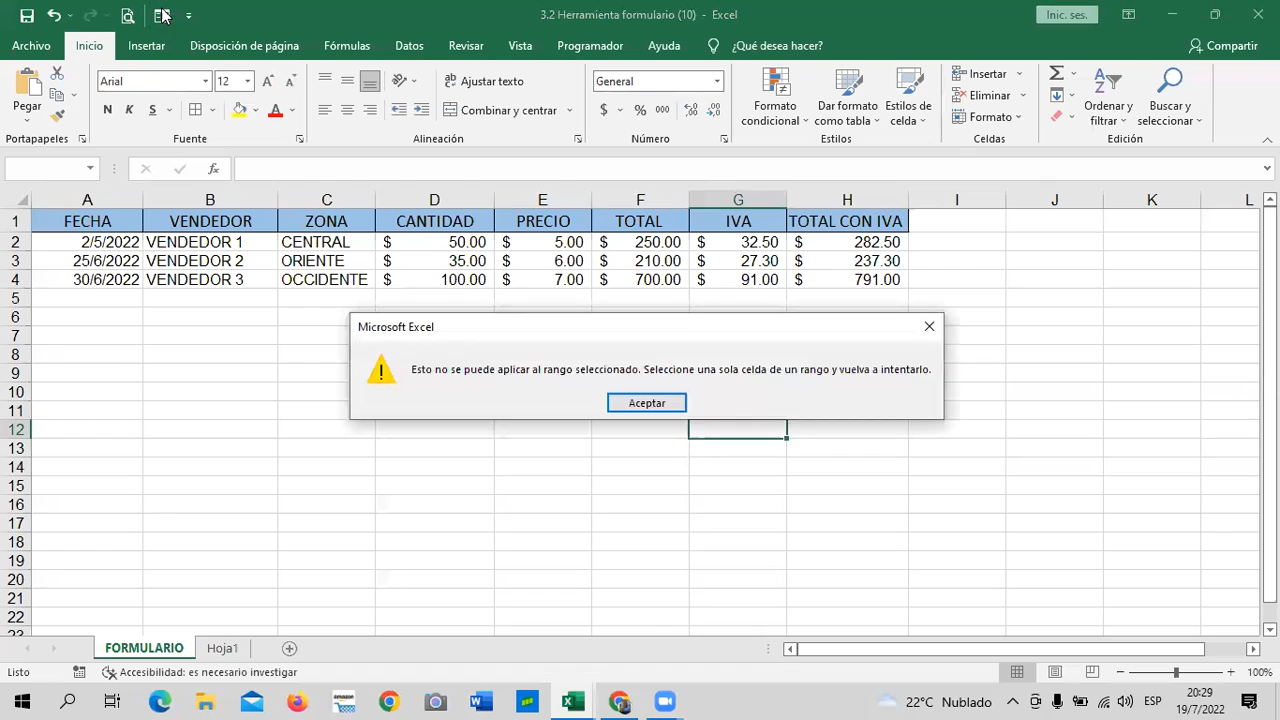 3.2 Herramienta formulario (10) - Excel
Inic. ses.
Archivo Inicio Insertar Disposición de página Fórmulas Datos Revisar Vista Programador Ayuda ¿Qué desea hacer? Compartir
Pegar
Arial 12
N K S
Ajustar texto
Combinar y centrar
General
$ % 000
Formato condicional
Dar formato como tabla
Estilos de celda
Insertar
Eliminar
Formato
Ordenar y filtrar
Buscar y seleccionar
Portapapeles Fuente Alineación Número Estilos Celdas Edición
fx
A B C D E F G H I J K L
1 FECHA VENDEDOR ZONA CANTIDAD PRECIO TOTAL IVA TOTAL CON IVA
2 2/5/2022 VENDEDOR 1 CENTRAL $ 50.00 $ 5.00 $ 250.00 $ 32.50 $ 282.50
3 25/6/2022 VENDEDOR 2 ORIENTE $ 35.00 $ 6.00 $ 210.00 $ 27.30 $ 237.30
4 30/6/2022 VENDEDOR 3 OCCIDENTE $ 100.00 $ 7.00 $ 700.00 $ 91.00 $ 791.00
5
6
7
8
9
10
11
12
13
14
15
16
17
18
19
20
21
22
23
Microsoft Excel
Esto no se puede aplicar al rango seleccionado. Seleccione una sola celda de un rango y vuelva a intentarlo.
Aceptar
FORMULARIO Hoja1
Listo Accesibilidad: es necesario investigar 100%
22°C Nublado ESP 20:29
19/7/2022